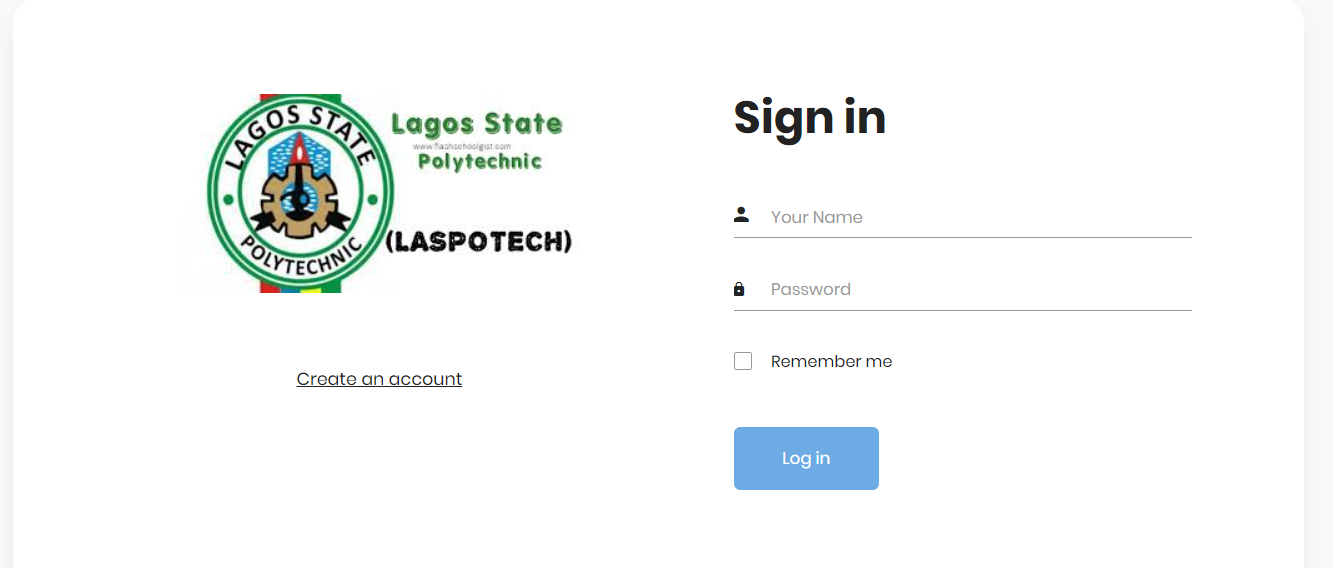 LAGOS STATE
POLYTECHNIC
Lagos State
www.flashschoolgist.com
Polytechnic
(LASPOTECH)
Create an account
Sign in
Your Name
Password
Remember me
Log in